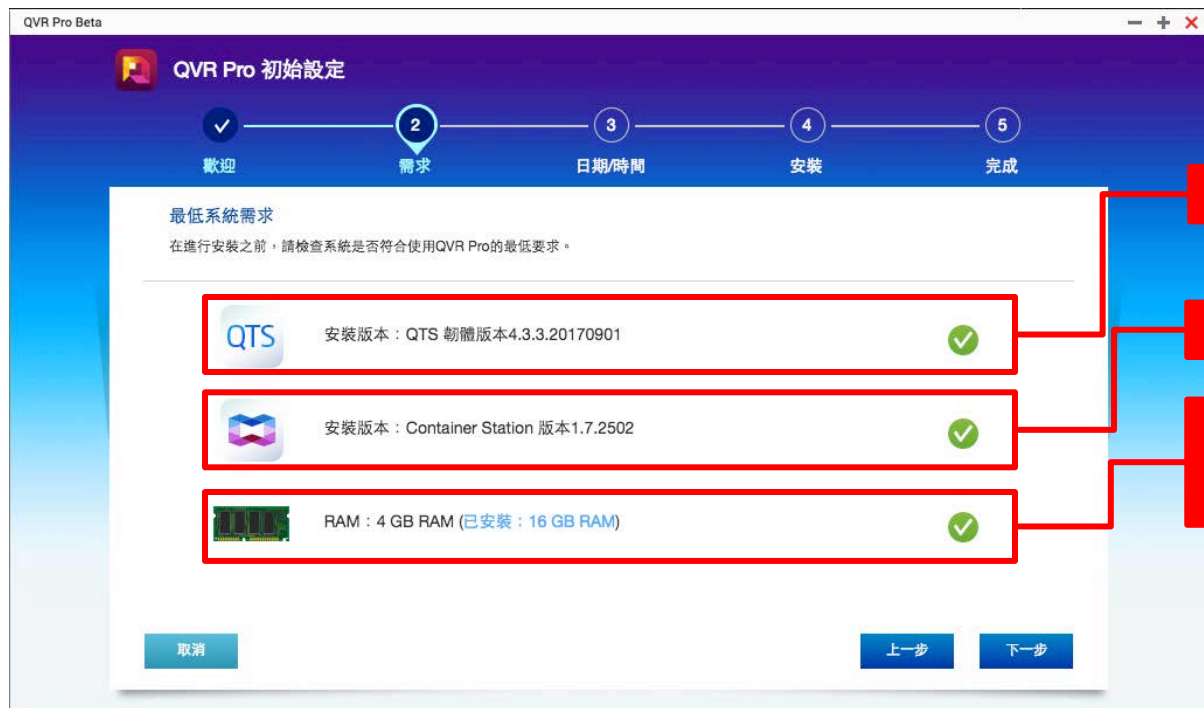 QVR Pro Beta
QVR Pro 初始設定
2
3
4
5
歡迎
需求
日期/時間
安裝
完成
最低系統需求
在進行安裝之前，請檢查系統是否符合使用QVR Pro的最低要求。
QTS
安裝版本：QTS 韌體版本4.3.3.20170901
安裝版本：Container Station 版本1.7.2502
RAM：4 GB RAM (已安裝：16 GB RAM)
取消
上一步
下一步